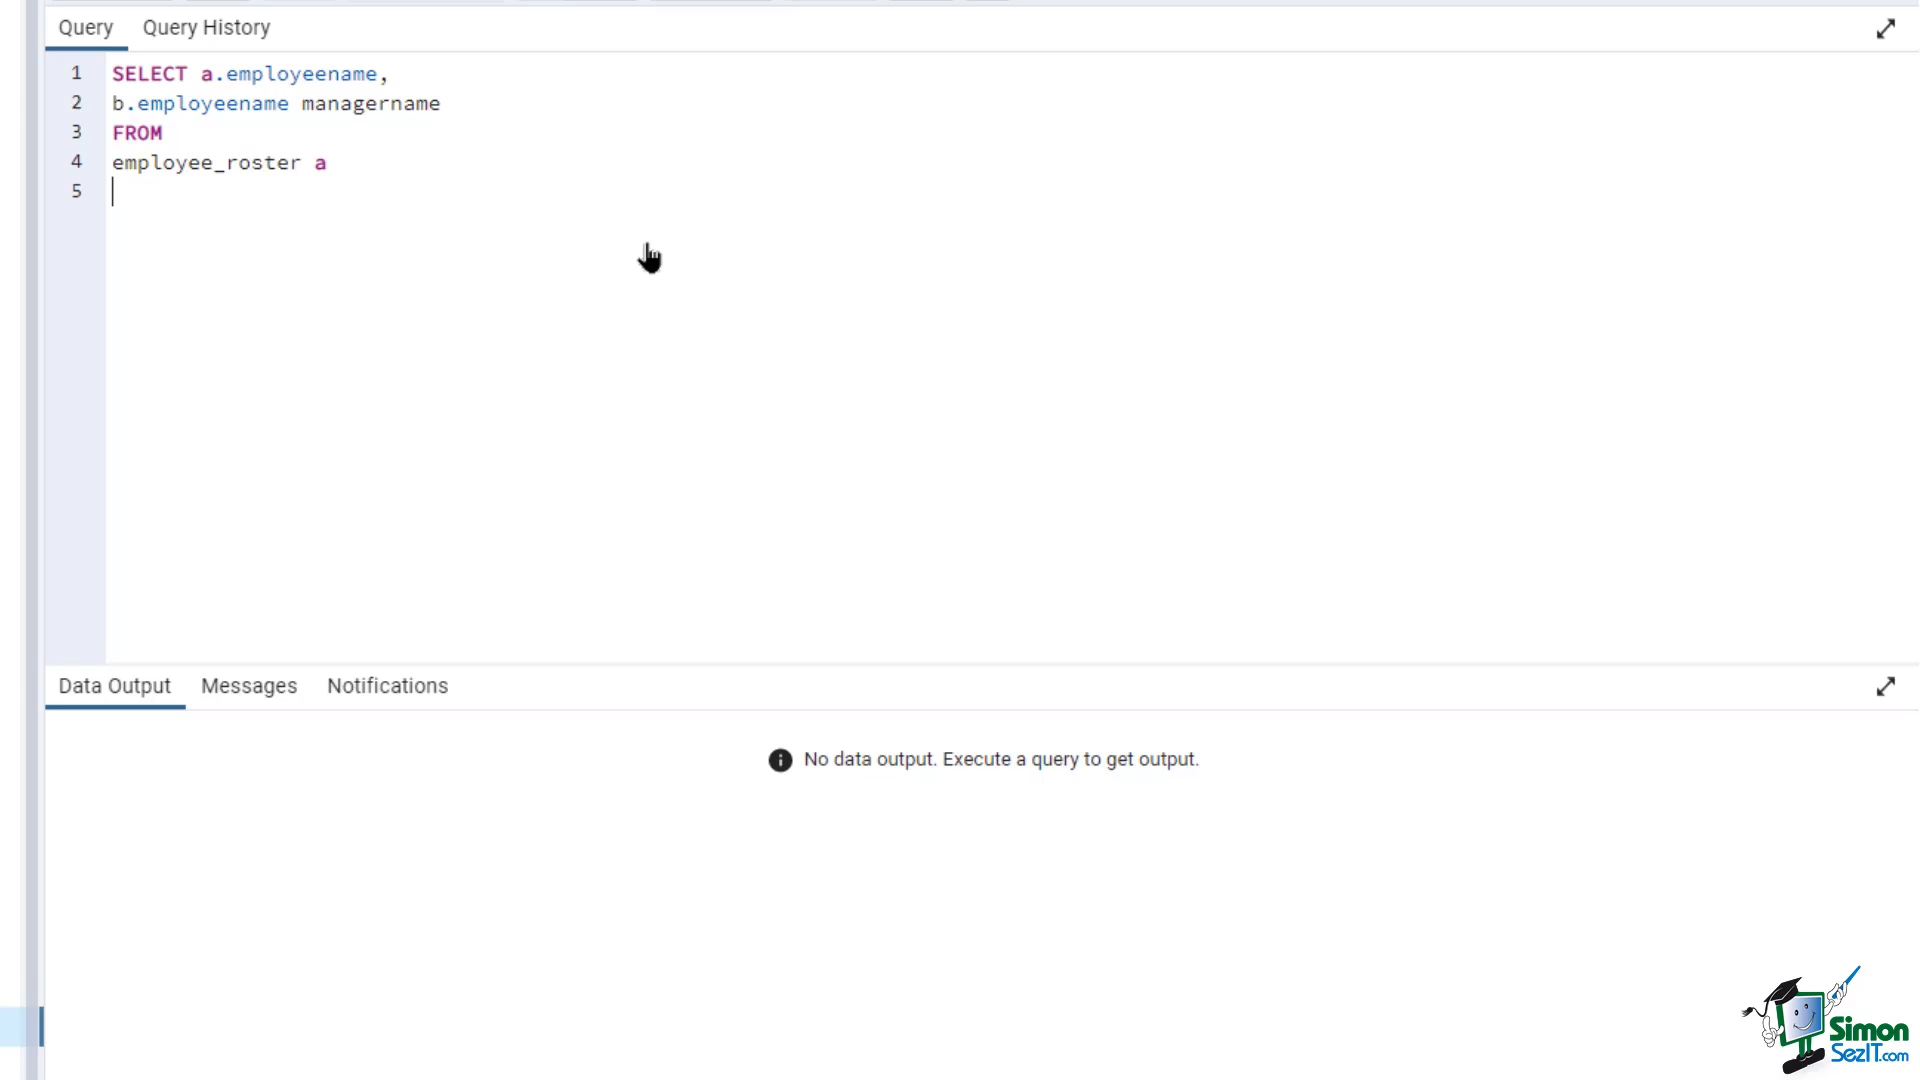 Query Query History
1 SELECT a.employeename,
2 b.employeename managername
3 FROM
4 employee_roster a
5
Data Output Messages Notifications
No data output. Execute a query to get output.
Simon
SezIT.com